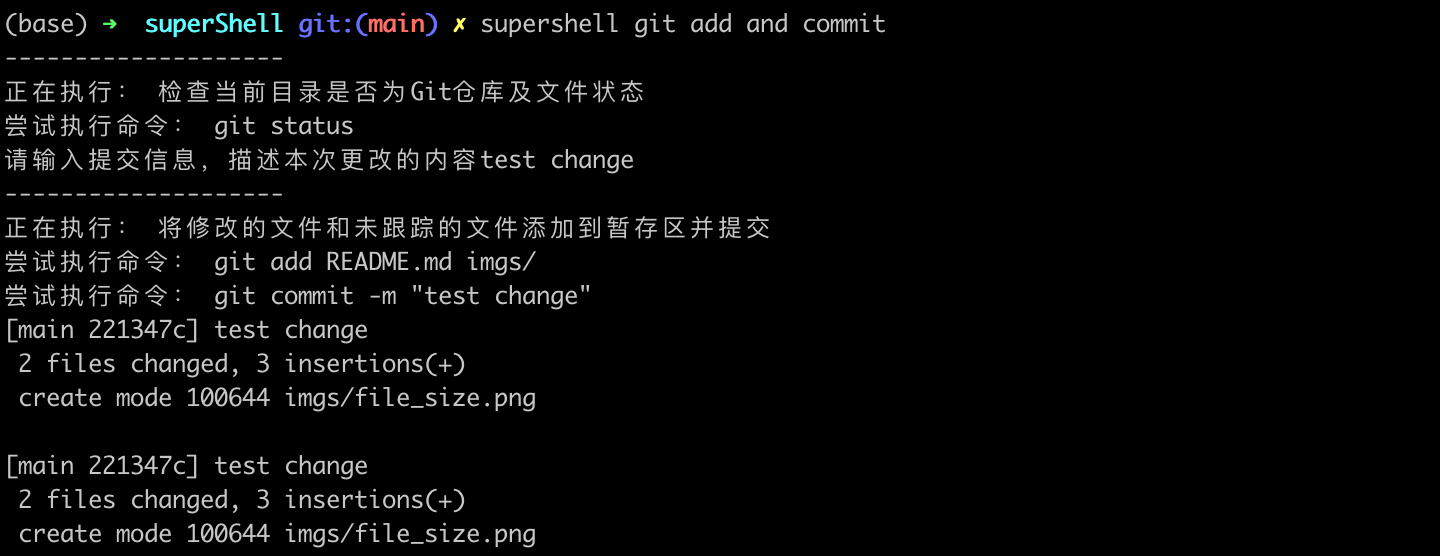 (base) ➜  superShell git:(main) ✗ supershell git add and commit
--------------------
正在执行： 检查当前目录是否为Git仓库及文件状态
尝试执行命令： git status
请输入提交信息，描述本次更改的内容test change
--------------------
正在执行： 将修改的文件和未跟踪的文件添加到暂存区并提交
尝试执行命令： git add README.md imgs/
尝试执行命令： git commit -m "test change"
[main 221347c] test change
 2 files changed, 3 insertions(+)
 create mode 100644 imgs/file_size.png

[main 221347c] test change
 2 files changed, 3 insertions(+)
 create mode 100644 imgs/file_size.png